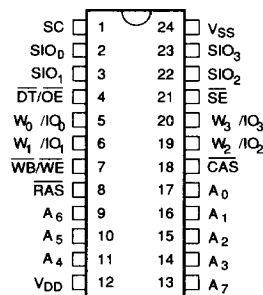 SC 1 24 VSS
SIO0 2 23 SIO3
SIO1 3 22 SIO2
DT/OE 4 21 SE
W0 /IO0 5 20 W3 /IO3
W1 /IO1 6 19 W2 /IO2
WB/WE 7 18 CAS
RAS 8 17 A0
A6 9 16 A1
A5 10 15 A2
A4 11 14 A3
VDD 12 13 A7